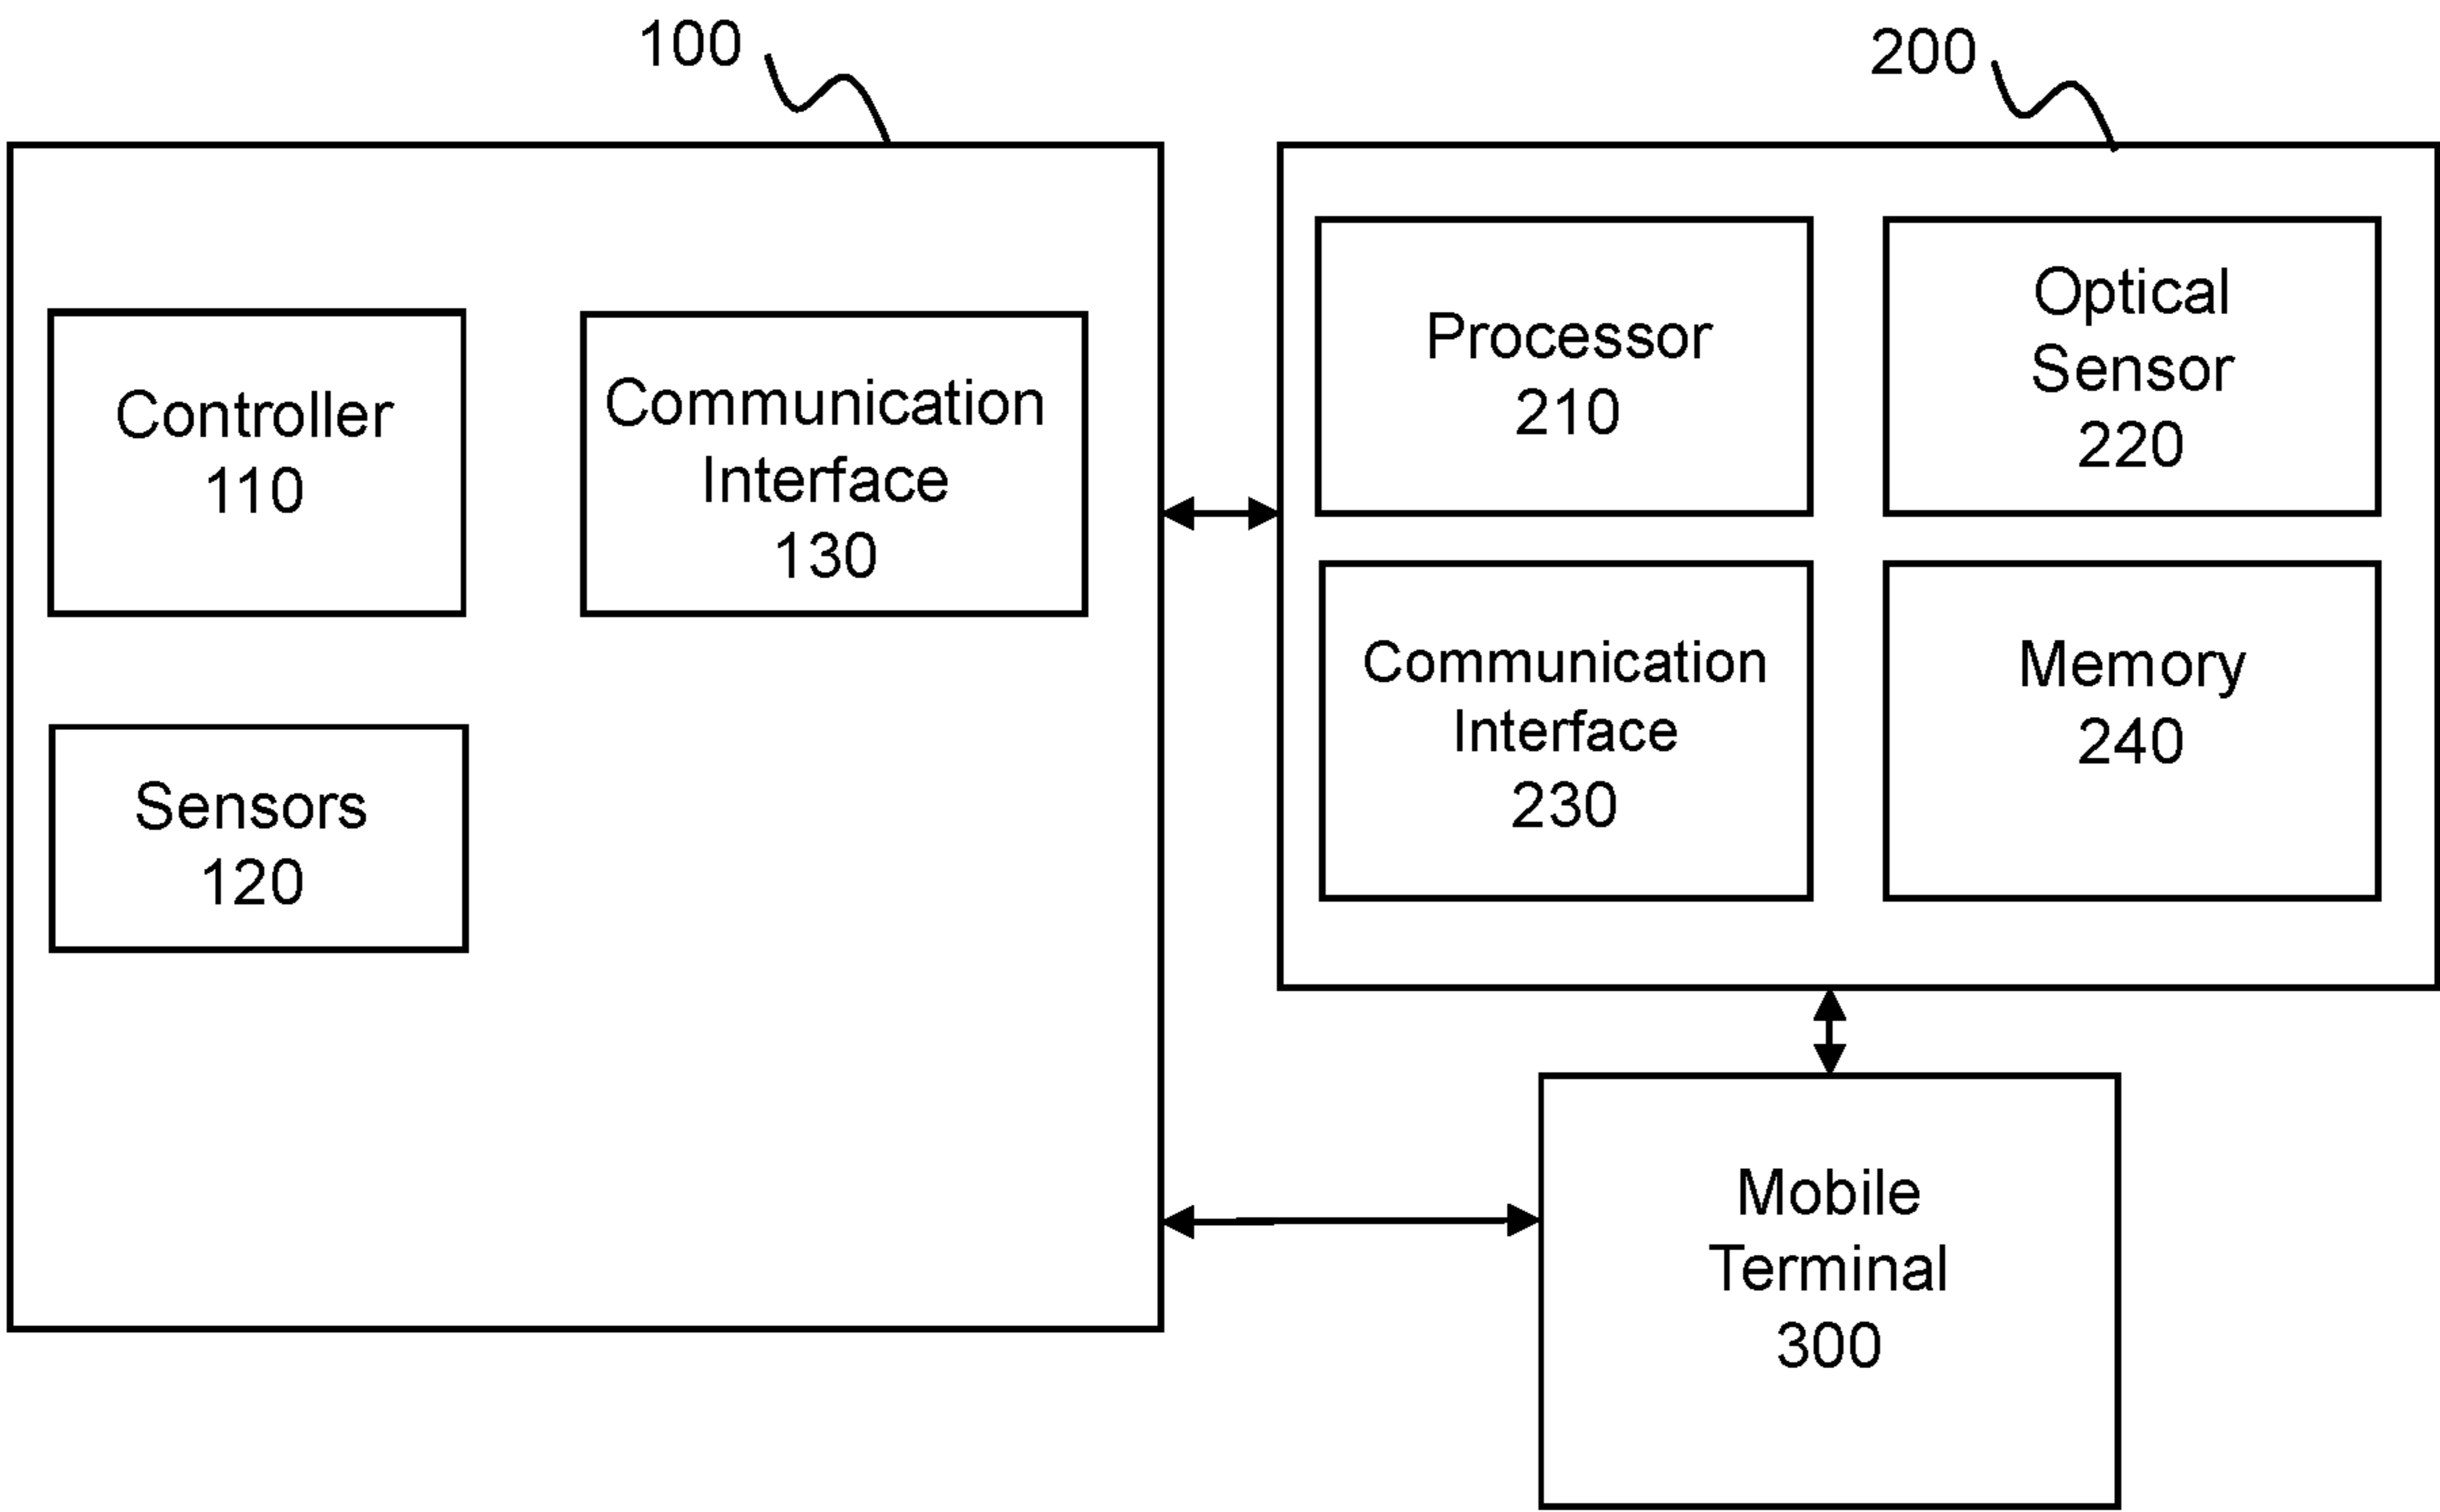 100
200
Controller
110
Communication
Interface
130
Sensors
120
Processor
210
Optical
Sensor
220
Communication
Interface
230
Memory
240
Mobile
Terminal
300